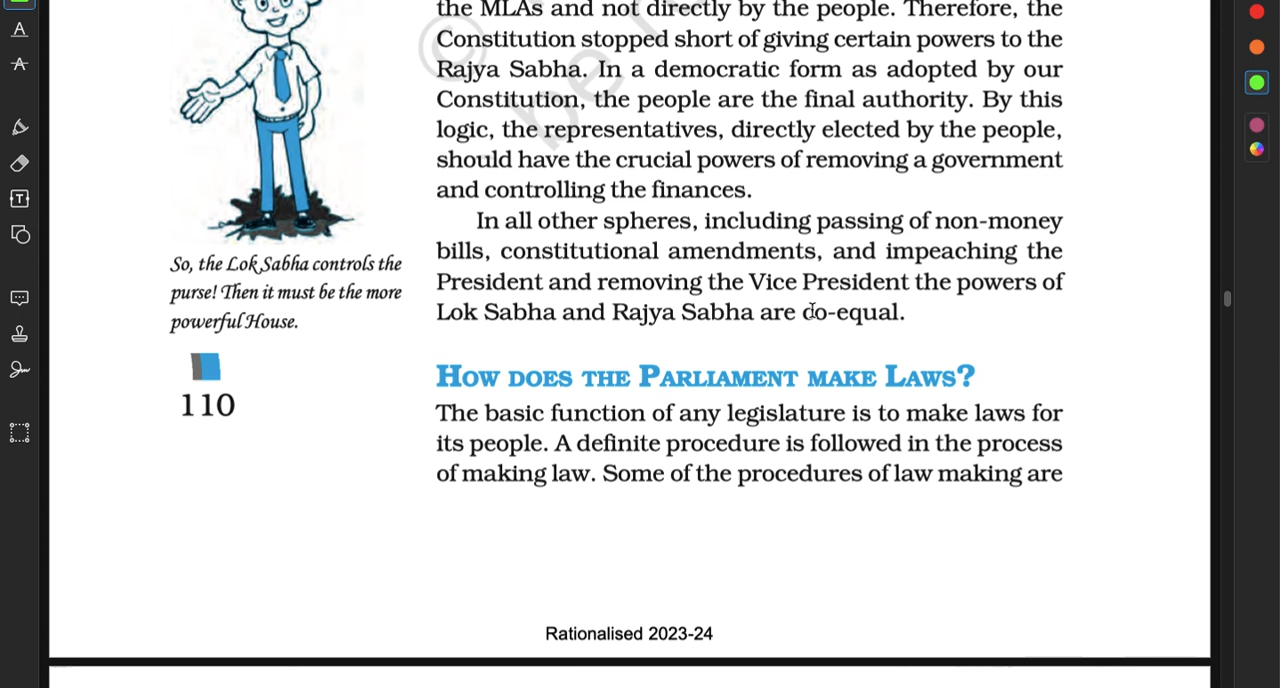 the MLAs and not directly by the people. Therefore, the
Constitution stopped short of giving certain powers to the
Rajya Sabha. In a democratic form as adopted by our
Constitution, the people are the final authority. By this
logic, the representatives, directly elected by the people,
should have the crucial powers of removing a government
and controlling the finances.
In all other spheres, including passing of non-money
bills, constitutional amendments, and impeaching the
President and removing the Vice President the powers of
Lok Sabha and Rajya Sabha are co-equal.
So, the Lok Sabha controls the
purse! Then it must be the more
powerful House.
110
HOW DOES THE PARLIAMENT MAKE LAWS?
The basic function of any legislature is to make laws for
its people. A definite procedure is followed in the process
of making law. Some of the procedures of law making are
Rationalised 2023-24